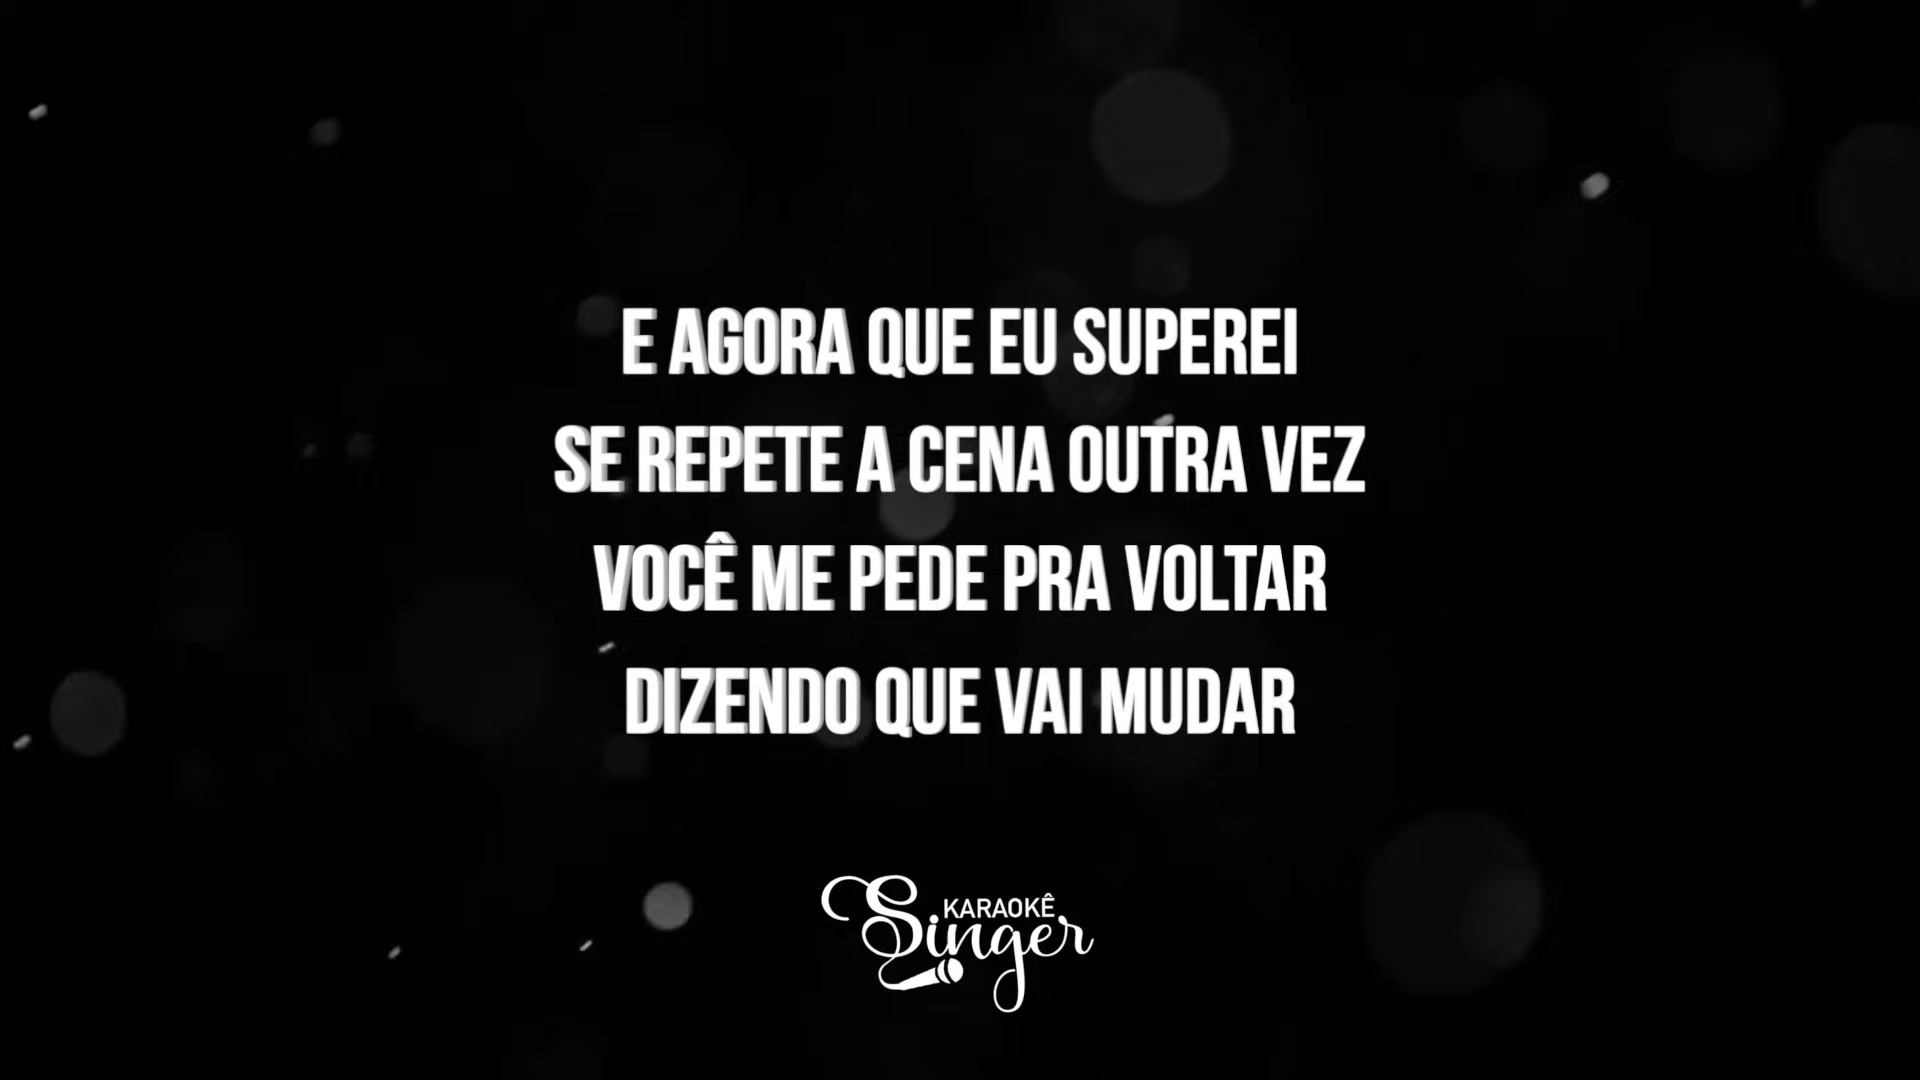 E AGORA QUE EU SUPEREI
SE REPETE A CENA OUTRA VEZ
VOCÊ ME PEDE PRA VOLTAR
DIZENDO QUE VAI MUDAR
KARAOKÊ
Singer